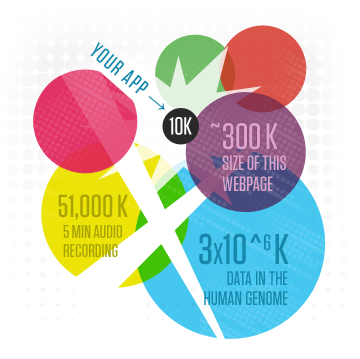 YOUR APP →
10K
~300 K
SIZE OF THIS
WEBPAGE
51,000 K
5 MIN AUDIO
RECORDING
3x10^6 K
DATA IN THE
HUMAN GENOME